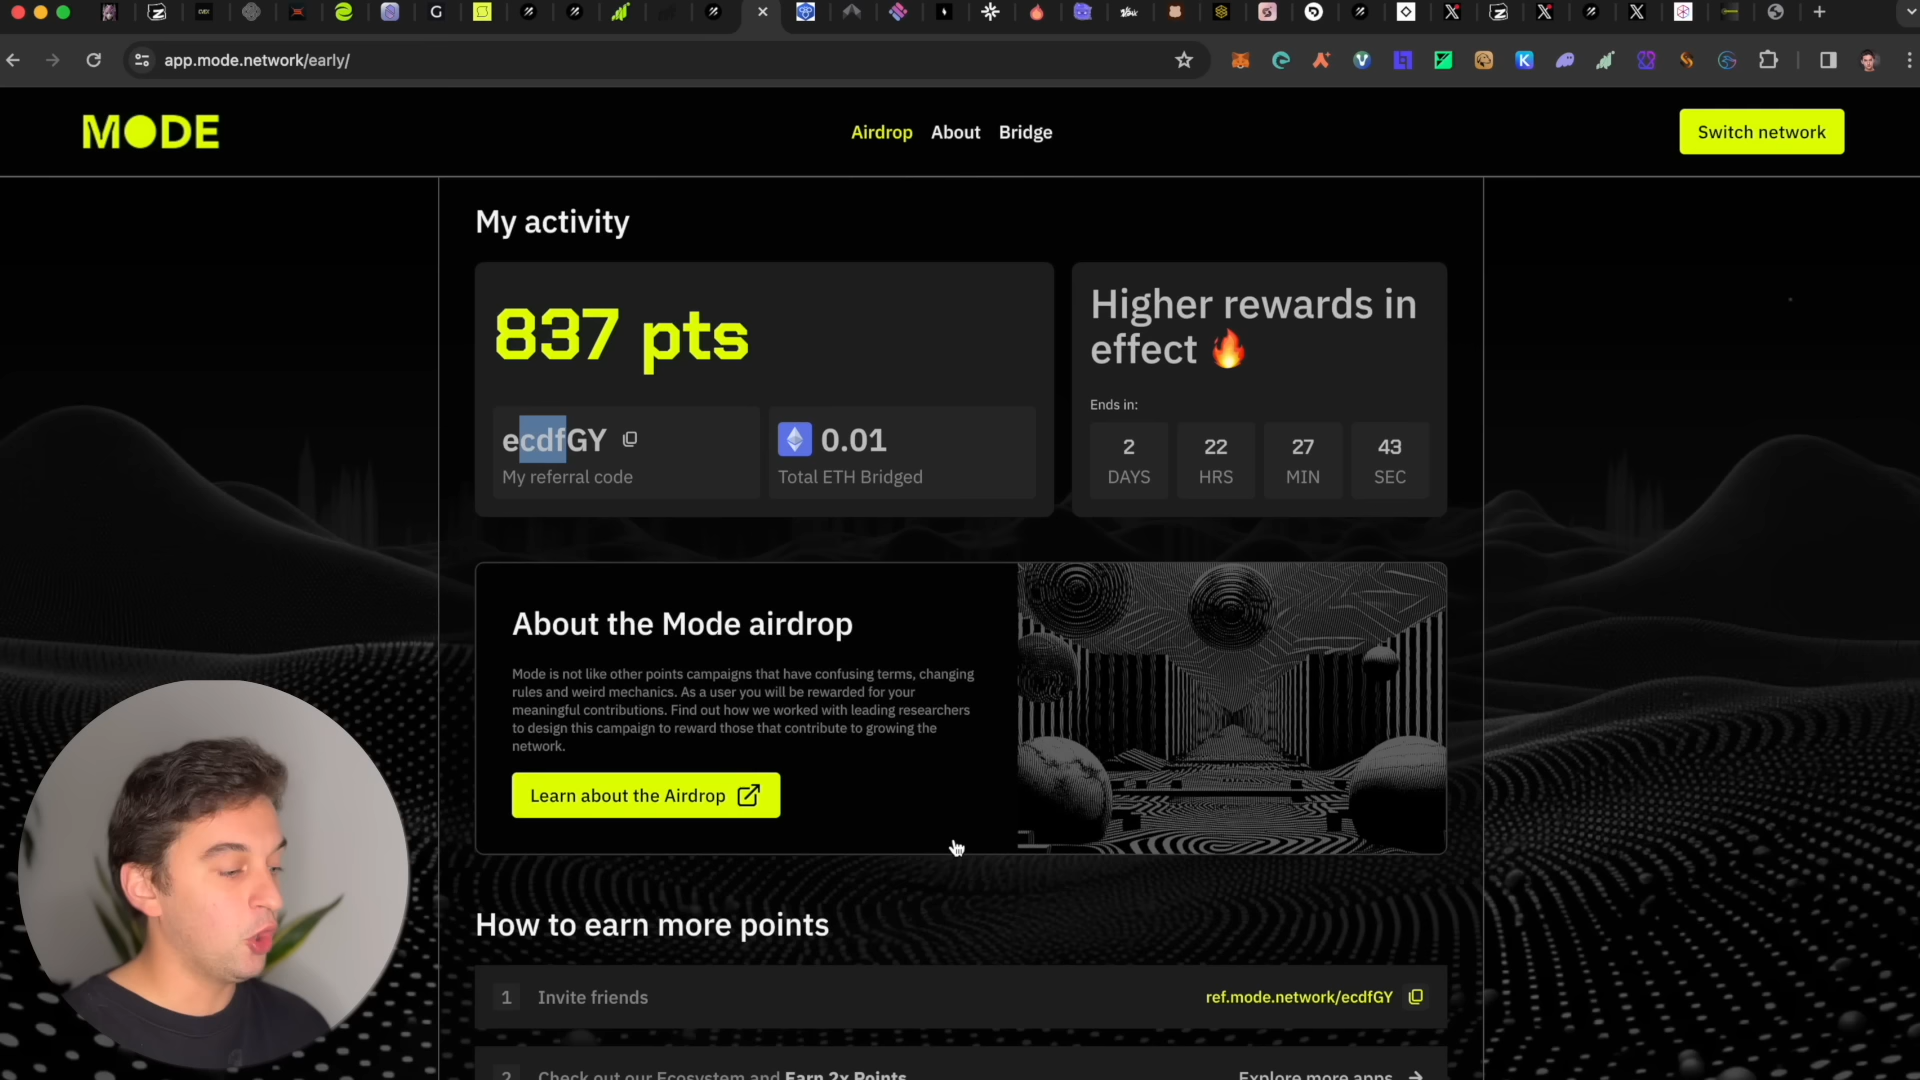 app.mode.network/early/
MODE
Airdrop
About
Bridge
Switch network
My activity
837 pts
ecdfGY
My referral code
0.01
Total ETH Bridged
Higher rewards in
effect 🔥
Ends in:
2
22
27
43
DAYS
HRS
MIN
SEC
About the Mode airdrop
Mode is not like other points campaigns that have confusing terms, changing
rules and weird mechanics. As a user you will be rewarded for your
meaningful contributions. Find out how we worked with leading researchers
to design this campaign to reward those that contribute to growing the
network.
Learn about the Airdrop
How to earn more points
1 Invite friends
ref.mode.network/ecdfGY
2 Check out our Ecosystem and Earn 2x Points
Explore more apps